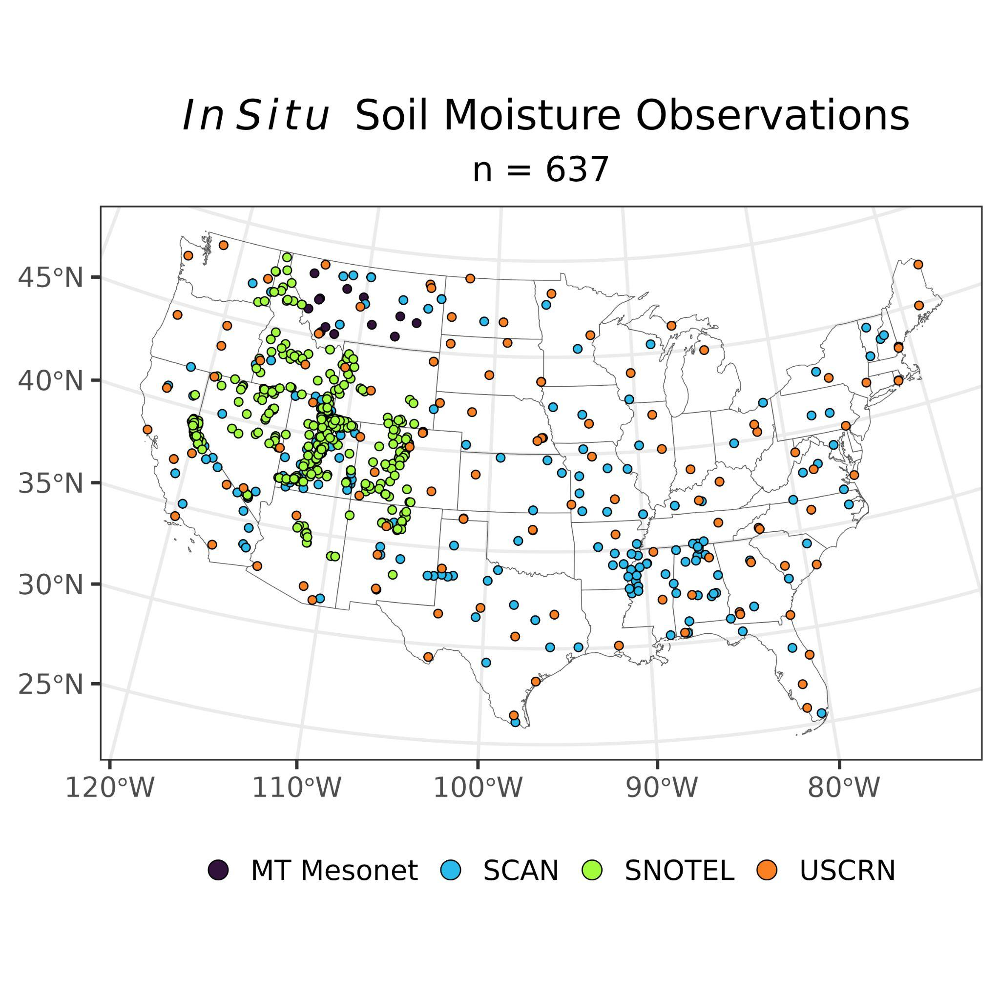 In Situ Soil Moisture Observations
n = 637
45°N
40°N
35°N
30°N
25°N
120°W 110°W 100°W 90°W 80°W
MT Mesonet SCAN SNOTEL USCRN